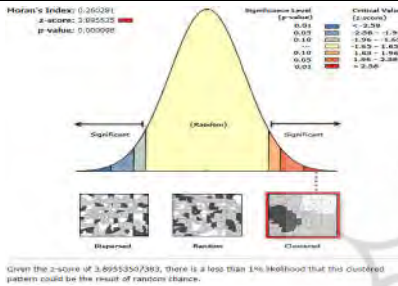 Moran's Index: 0.260291
z-score: 3.895535
p-value: 0.000098
Significance Level (p-value)
Critical Value (z-score)
0.01 < -2.58
0.05
0.10
0.10
0.05
0.01 > 2.58
Significant
(Random)
Significant
Dispersed
Random
Clustered
Given the z-score of 3.89553507383, there is a less than 1% likelihood that this clustered
pattern could be the result of random chance.